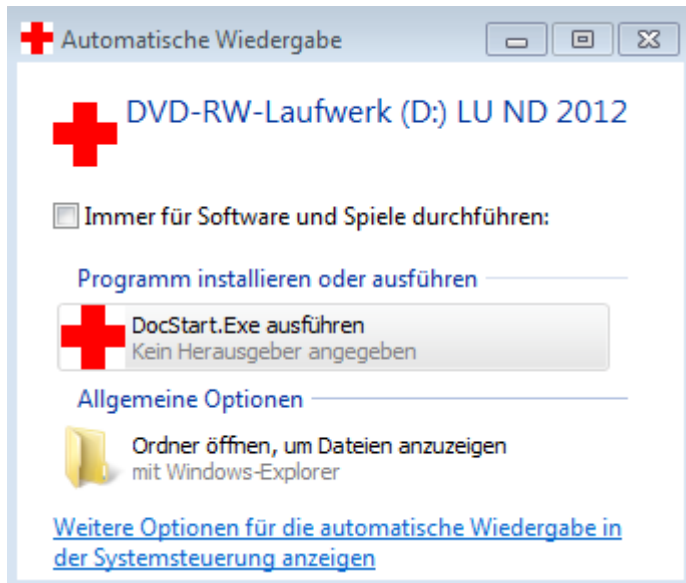 Automatische Wiedergabe
DVD-RW-Laufwerk (D:) LU ND 2012
Immer für Software und Spiele durchführen:
Programm installieren oder ausführen
DocStart.Exe ausführen
Kein Herausgeber angegeben
Allgemeine Optionen
Ordner öffnen, um Dateien anzuzeigen
mit Windows-Explorer
Weitere Optionen für die automatische Wiedergabe in
der Systemsteuerung anzeigen